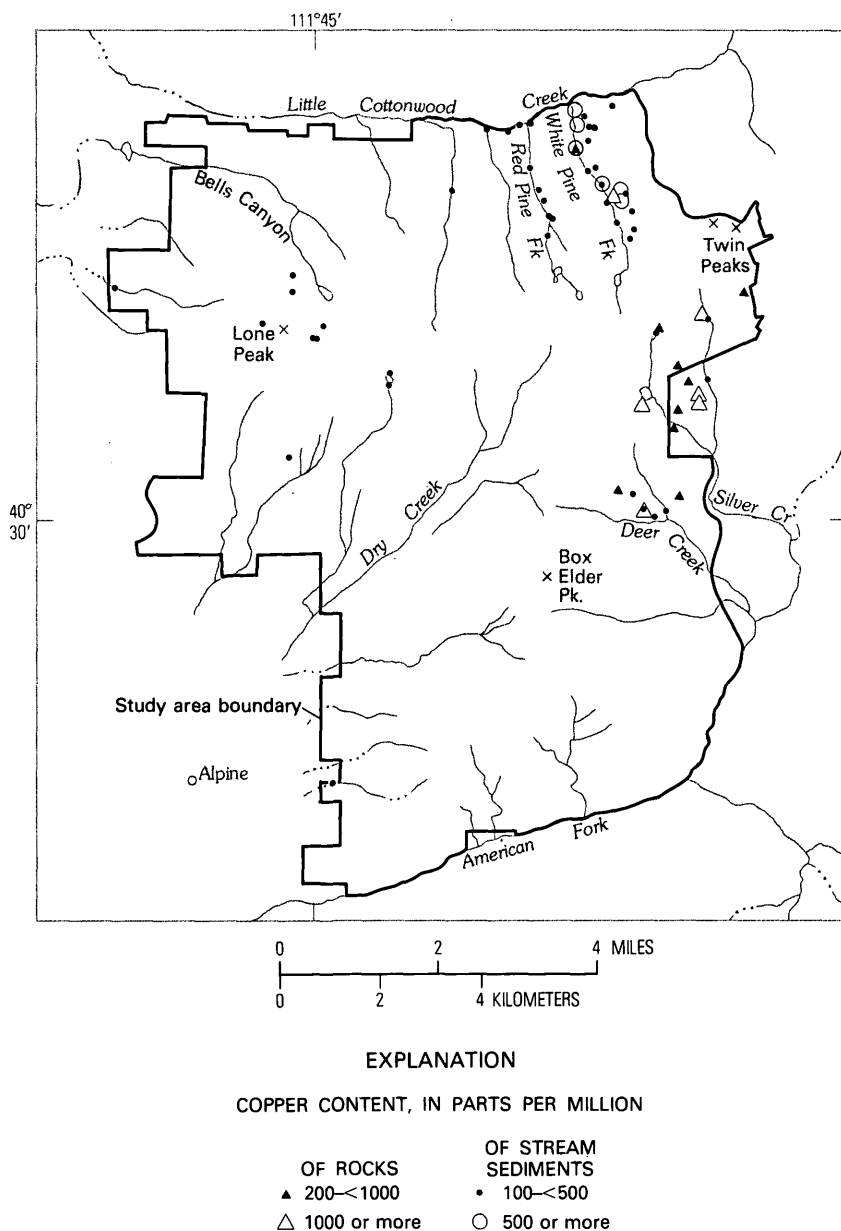 111°45′
Little Cottonwood Creek
Bells Canyon
Red Pine Fk
White Pine Fk
Twin
Peaks
Lone
Peak
40°
30′
Dry Creek
Silver Cr
Deer Creek
Box
Elder
Pk.
Study area boundary
Alpine
American Fork
0 2 4 MILES
0 2 4 KILOMETERS
EXPLANATION
COPPER CONTENT, IN PARTS PER MILLION
OF ROCKS
▲ 200–<1000
△ 1000 or more
OF STREAM
SEDIMENTS
• 100–<500
○ 500 or more